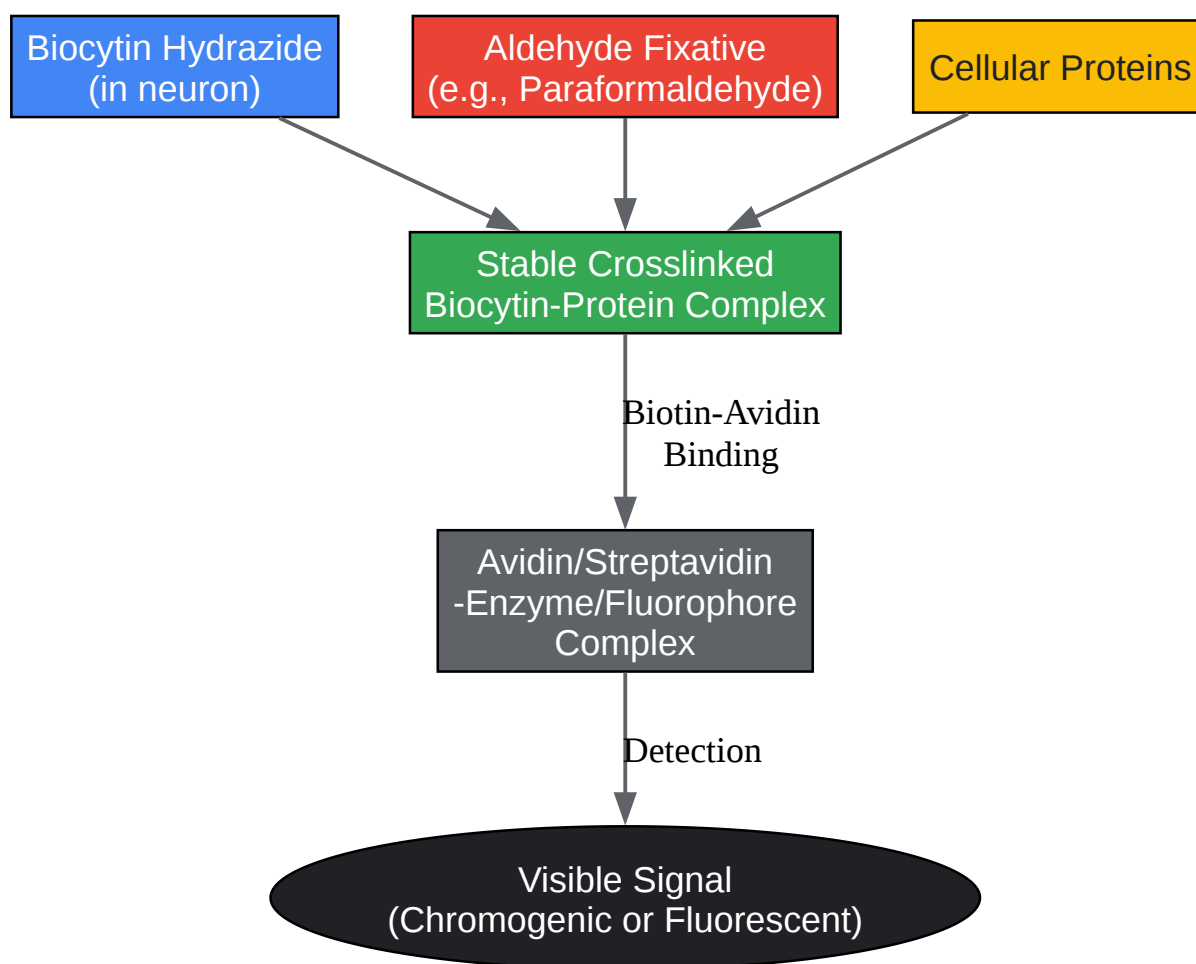 Biocytin Hydrazide
(in neuron)
Aldehyde Fixative
(e.g., Paraformaldehyde)
Cellular Proteins
Stable Crosslinked
Biocytin-Protein Complex
Biotin-Avidin
Binding
Avidin/Streptavidin
-Enzyme/Fluorophore
Complex
Detection
Visible Signal
(Chromogenic or Fluorescent)